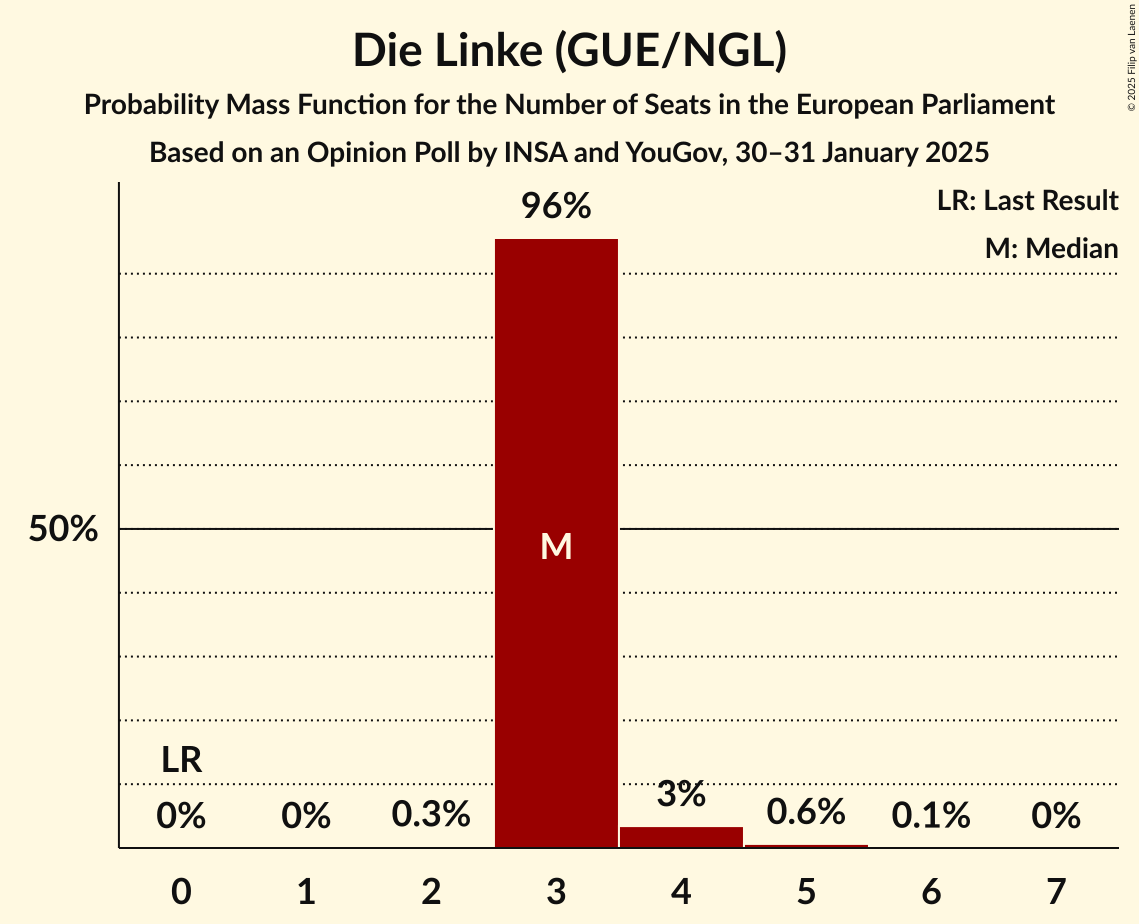 Die Linke (GUE/NGL)
Probability Mass Function for the Number of Seats in the European Parliament
Based on an Opinion Poll by INSA and YouGov, 30–31 January 2025
© 2025 Filip van Laenen
LR: Last Result
M: Median
96%
50%
M
LR
0%
0%
0.3%
3%
0.6%
0.1%
0%
0
1
2
3
4
5
6
7